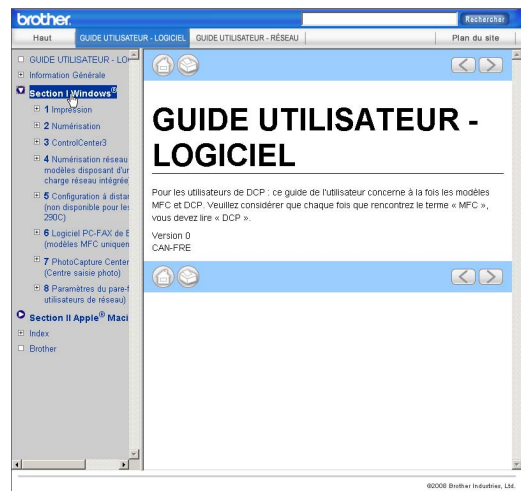 brother.
Rechercher
Haut
GUIDE UTILISATEUR - LOGICIEL
GUIDE UTILISATEUR - RÉSEAU
Plan du site
GUIDE UTILISATEUR - LO
Information Générale
Section I Windows®
1 Impression
2 Numérisation
3 ControlCenter3
4 Numérisation réseau
modèles disposant d'un
charge réseau intégrée
5 Configuration à distan
(non disponible pour les
290C)
6 Logiciel PC-FAX de B
(modèles MFC uniquen
7 PhotoCapture Center
(Centre saisie photo)
8 Paramètres du pare-f
utilisateurs de réseau)
Section II Apple® Maci
Index
Brother
GUIDE UTILISATEUR -
LOGICIEL
Pour les utilisateurs de DCP : ce guide de l'utilisateur concerne à la fois les modèles
MFC et DCP. Veuillez considérer que chaque fois que rencontrez le terme « MFC »,
vous devez lire « DCP ».
Version 0
CAN-FRE
©2008 Brother Industries, Ltd.